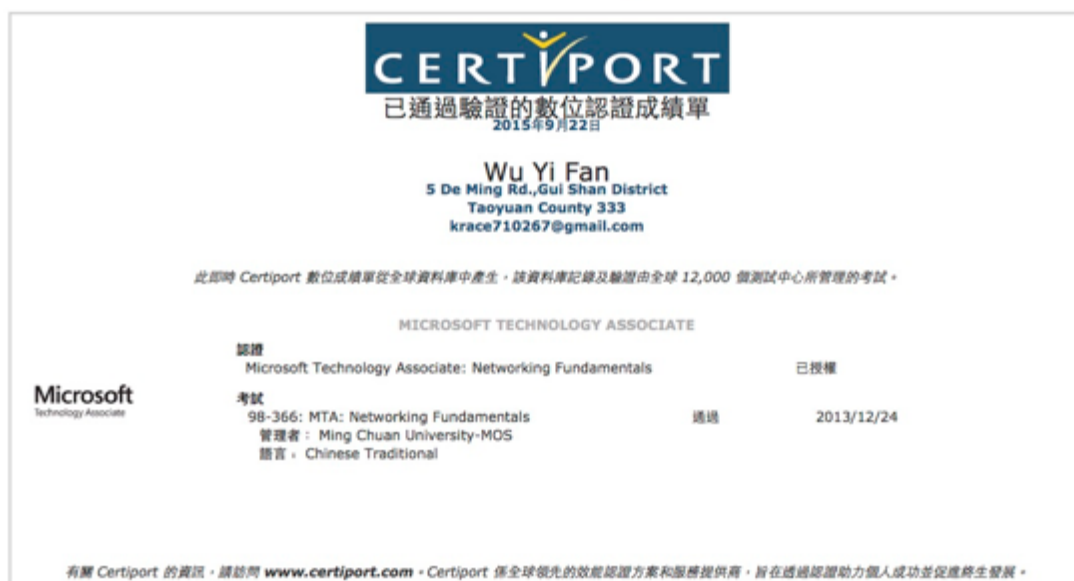 CERTIPORT
已通過驗證的數位認證成績單
2015年9月22日
Wu Yi Fan
5 De Ming Rd.,Gui Shan District
Taoyuan County 333
krace710267@gmail.com
此即時 Certiport 數位成績單從全球資料庫中產生，該資料庫記錄及驗證由全球 12,000 個測試中心所管理的考試。
MICROSOFT TECHNOLOGY ASSOCIATE
認證
Microsoft Technology Associate: Networking Fundamentals 已授權
Microsoft
Technology Associate
考試
98-366: MTA: Networking Fundamentals 通過 2013/12/24
管理者： Ming Chuan University-MOS
語言： Chinese Traditional
有關 Certiport 的資訊，請訪問 www.certiport.com。Certiport 係全球領先的效能認證方案和服務提供商，旨在透過認證助力個人成功並促進終生發展。